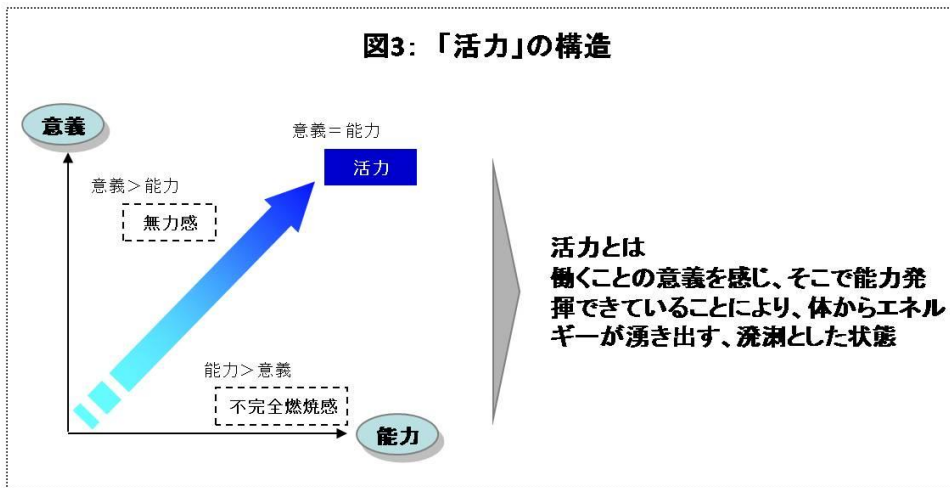 図3:「活力」の構造
意義
意義=能力
活力
意義>能力
無力感
能力>意義
不完全燃焼感
能力
活力とは
働くことの意義を感じ、そこで能力発
揮できていることにより、体からエネル
ギーが湧き出す、溌溂とした状態